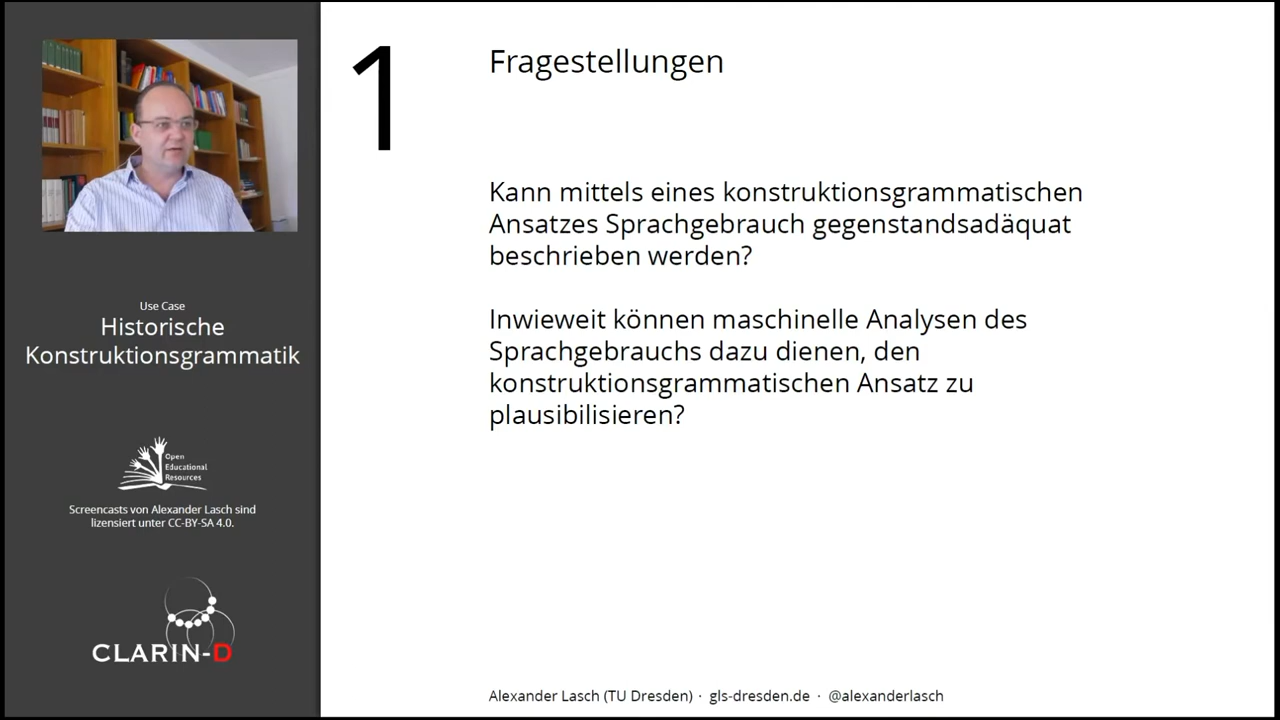 1
Fragestellungen
Kann mittels eines konstruktionsgrammatischen
Ansatzes Sprachgebrauch gegenstandsadäquat
beschrieben werden?
Inwieweit können maschinelle Analysen des
Sprachgebrauchs dazu dienen, den
konstruktionsgrammatischen Ansatz zu
plausibilisieren?
Use Case
Historische
Konstruktionsgrammatik
Open
Educational
Resources
Screencasts von Alexander Lasch sind
lizensiert unter CC-BY-SA 4.0.
CLARIN-D
Alexander Lasch (TU Dresden) · gls-dresden.de · @alexanderlasch